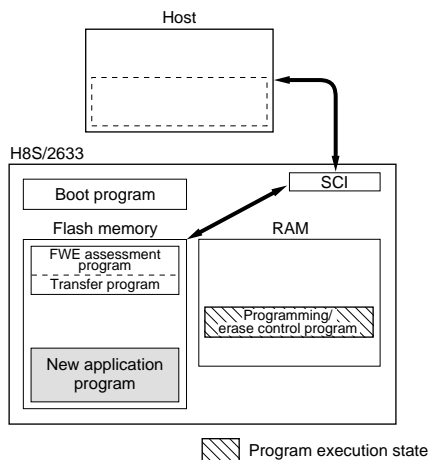 Host
H8S/2633
SCI
Boot program
Flash memory
RAM
FWE assessment
program
Transfer program
Programming/
erase control program
New application
program
Program execution state